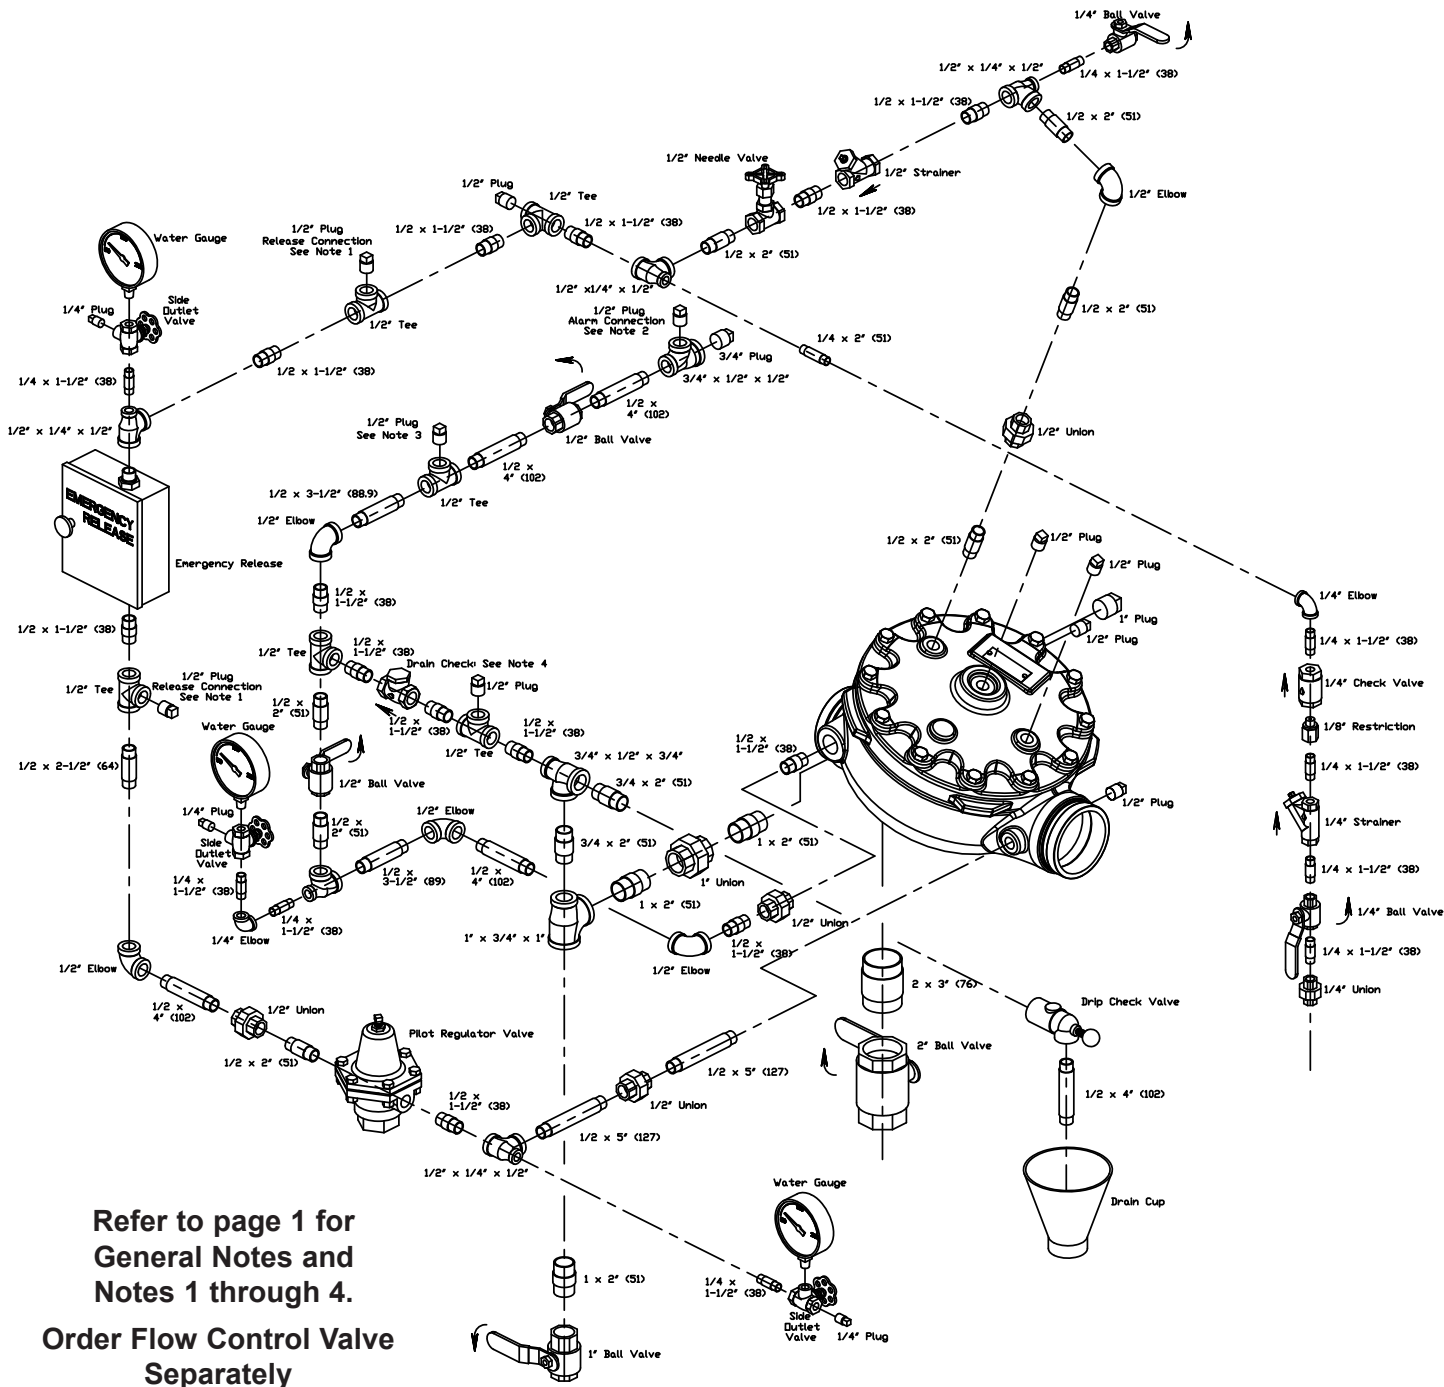 1/4" Ball Valve
1/2" x 1/4" x 1/2"
1/4 x 1-1/2" (38)
1/2 x 1-1/2" (38)
1/2 x 2" (51)
1/2" Needle Valve
1/2" Strainer
1/2" Elbow
1/2" Plug
1/2" Tee
1/2 x 1-1/2" (38)
1/2 x 1-1/2" (38)
1/2 x 1-1/2" (38)
1/2 x 2" (51)
Water Gauge
1/2" Plug
Release Connection
See Note 1
1/2" x1/4" x 1/2"
Side
Outlet
Valve
1/4" Plug
1/2" Tee
1/2" Plug
Alarm Connection
See Note 2
1/2 x 2" (51)
1/4 x 2" (51)
3/4" Plug
1/2 x 1-1/2" (38)
3/4" x 1/2" x 1/2"
1/4 x 1-1/2" (38)
1/2 x
4" (102)
1/2" x 1/4" x 1/2"
1/2" Plug
See Note 3
1/2" Ball Valve
1/2" Union
1/2 x
4" (102)
1/2 x 3-1/2" (88.9)
1/2" Tee
EMERGENCY
RELEASE
1/2" Elbow
1/2 x 2" (51)
1/2" Plug
1/2" Plug
Emergency Release
1/2 x
1-1/2" (38)
1/4" Elbow
1" Plug
1/2" Plug
1/2 x 1-1/2" (38)
1/4 x 1-1/2" (38)
1/2" Tee
1/2 x
1-1/2" (38)
Drain Check: See Note 4
1/2" Plug
1/2" Tee
1/2" Plug
Release Connection
See Note 1
1/4" Check Valve
1/2 x
2" (51)
1/2 x
1-1/2" (38)
1/2 x
1-1/2" (38)
1/8" Restriction
Water Gauge
1/2" Tee
3/4" x 1/2" x 3/4"
1/2 x
1-1/2" (38)
1/2 x 2-1/2" (64)
1/4 x 1-1/2" (38)
1/2" Ball Valve
3/4 x 2" (51)
1/2" Plug
1/4" Plug
1/2" Elbow
1/4" Strainer
Side
Outlet
Valve
1/2 x
2" (51)
3/4 x 2" (51)
1 x 2" (51)
1/4 x
1-1/2" (38)
1/2 x
3-1/2" (89)
1/2 x
4" (102)
1" Union
1/4 x 1-1/2" (38)
1 x 2" (51)
1/4" Ball Valve
1/4 x
1-1/2" (38)
1/4" Elbow
1" x 3/4" x 1"
1/2" Union
1/2 x
1-1/2" (38)
1/2" Elbow
1/4 x 1-1/2" (38)
1/2" Elbow
2 x 3" (76)
1/4" Union
1/2 x
4" (102)
1/2" Union
Drip Check Valve
Pilot Regulator Valve
2" Ball Valve
1/2 x 2" (51)
1/2 x 5" (127)
1/2 x
1-1/2" (38)
1/2" Union
1/2 x 4" (102)
1/2 x 5" (127)
1/2" x 1/4" x 1/2"
Water Gauge
Drain Cup
Refer to page 1 for
General Notes and
Notes 1 through 4.
1 x 2" (51)
1/4 x
1-1/2" (38)
Side
Outlet
Valve
1/4" Plug
1" Ball Valve
Order Flow Control Valve
Separately